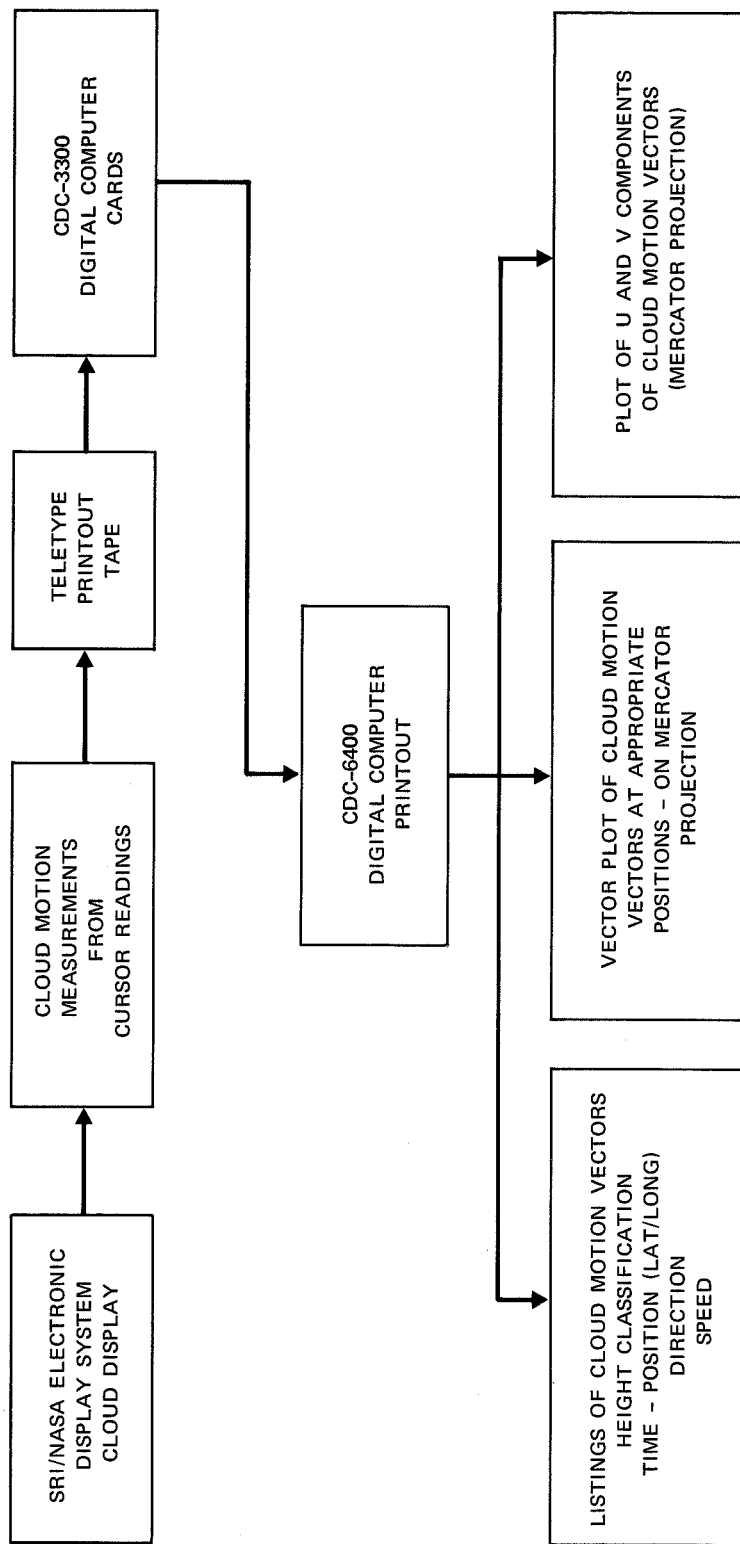 SRI/NASA ELECTRONIC
DISPLAY SYSTEM
CLOUD DISPLAY
CLOUD MOTION
MEASUREMENTS
FROM
CURSOR READINGS
TELETYPE
PRINTOUT
TAPE
CDC-3300
DIGITAL COMPUTER
CARDS
CDC-6400
DIGITAL COMPUTER
PRINTOUT
LISTINGS OF CLOUD MOTION VECTORS
HEIGHT CLASSIFICATION
TIME - POSITION (LAT/LONG)
DIRECTION
SPEED
VECTOR PLOT OF CLOUD MOTION
VECTORS AT APPROPRIATE
POSITIONS - ON MERCATOR
PROJECTION
PLOT OF U AND V COMPONENTS
OF CLOUD MOTION VECTORS
(MERCATOR PROJECTION)